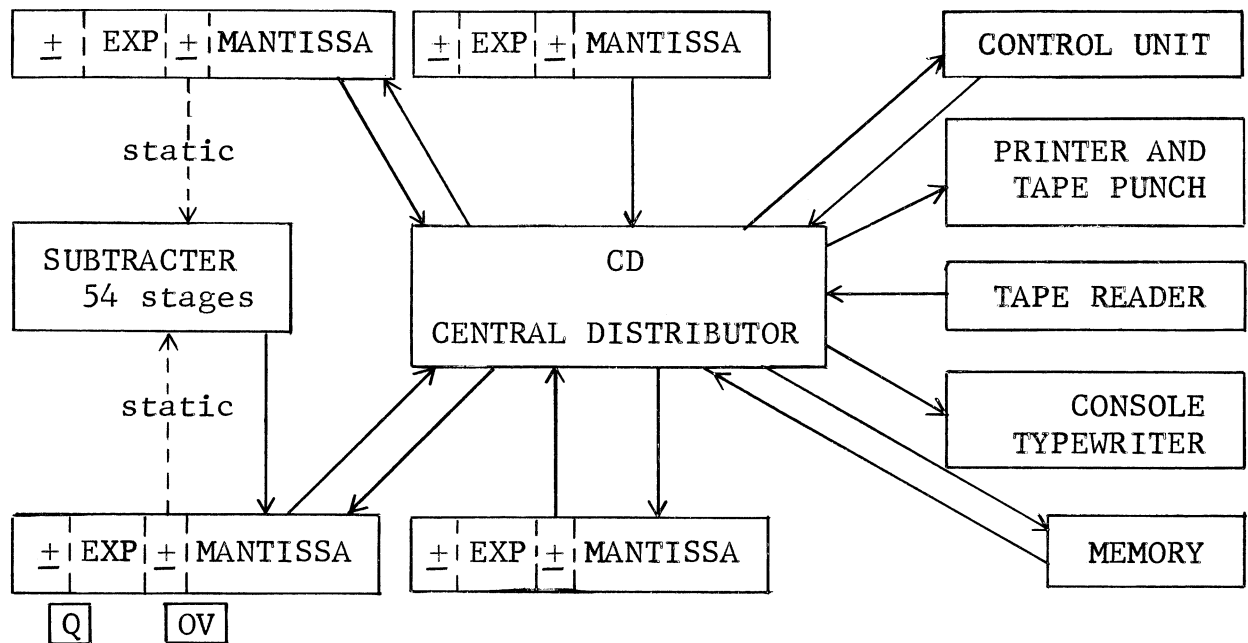 ± EXP ± MANTISSA
± EXP ± MANTISSA
CONTROL UNIT
static
PRINTER AND
TAPE PUNCH
SUBTRACTER
54 stages
CD
CENTRAL DISTRIBUTOR
TAPE READER
static
CONSOLE
TYPEWRITER
± EXP ± MANTISSA
± EXP ± MANTISSA
MEMORY
Q
OV